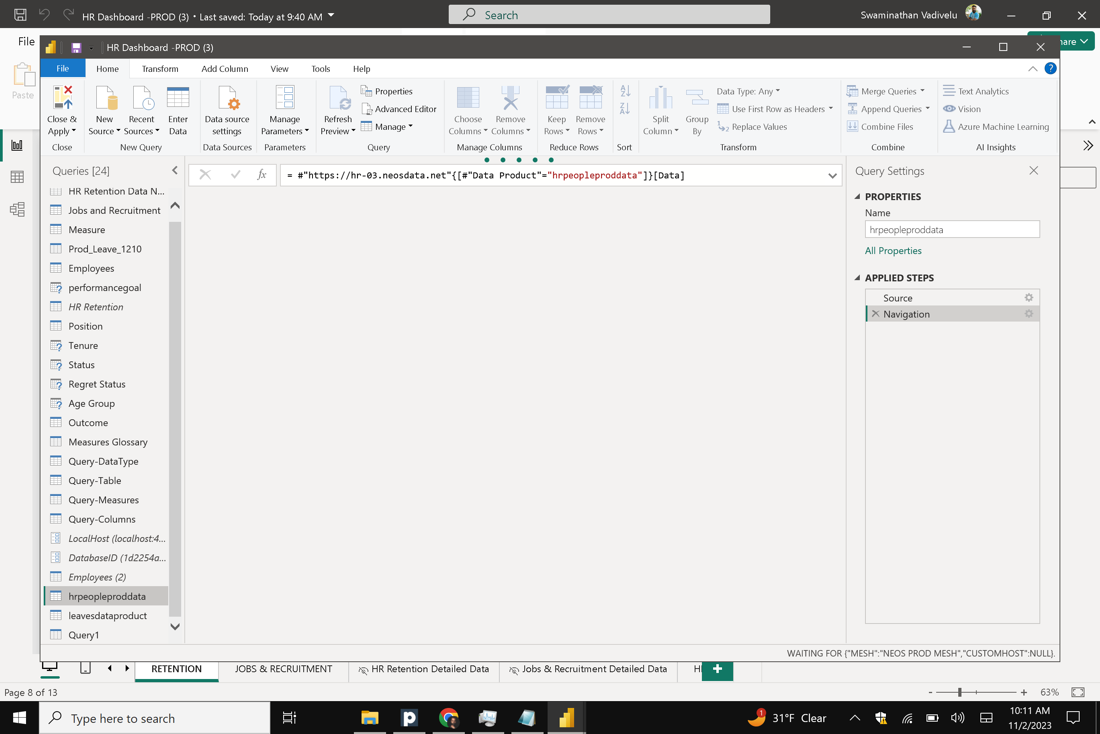 HR Dashboard -PROD (3) • Last saved: Today at 9:40 AM
Search
Swaminathan Vadivelu
File
Share
Paste
HR Dashboard -PROD (3)
File
Home
Transform
Add Column
View
Tools
Help
Close & Apply
New Source
Recent Sources
Enter Data
Data source settings
Manage Parameters
Refresh Preview
Properties
Advanced Editor
Manage
Choose Columns
Remove Columns
Keep Rows
Remove Rows
Split Column
Group By
Data Type: Any
Use First Row as Headers
Replace Values
Merge Queries
Append Queries
Combine Files
Text Analytics
Vision
Azure Machine Learning
Close
New Query
Data Sources
Parameters
Query
Manage Columns
Reduce Rows
Sort
Transform
Combine
AI Insights
Queries [24]
fx
= #"https://hr-03.neosdata.net"{[#"Data Product"="hrpeopleproddata"]}[Data]
HR Retention Data N...
Jobs and Recruitment
Measure
Prod_Leave_1210
Employees
performancegoal
HR Retention
Position
Tenure
Status
Regret Status
Age Group
Outcome
Measures Glossary
Query-DataType
Query-Table
Query-Measures
Query-Columns
LocalHost (localhost:4...
DatabaseID (1d2254a...
Employees (2)
hrpeopleproddata
leavesdataproduct
Query1
Query Settings
PROPERTIES
Name
hrpeopleproddata
All Properties
APPLIED STEPS
Source
Navigation
WAITING FOR {"MESH":"NEOS PROD MESH","CUSTOMHOST":NULL}.
RETENTION
JOBS & RECRUITMENT
HR Retention Detailed Data
Jobs & Recruitment Detailed Data
Page 8 of 13
- + 63%
Type here to search
1
31°F Clear
10:11 AM
11/2/2023